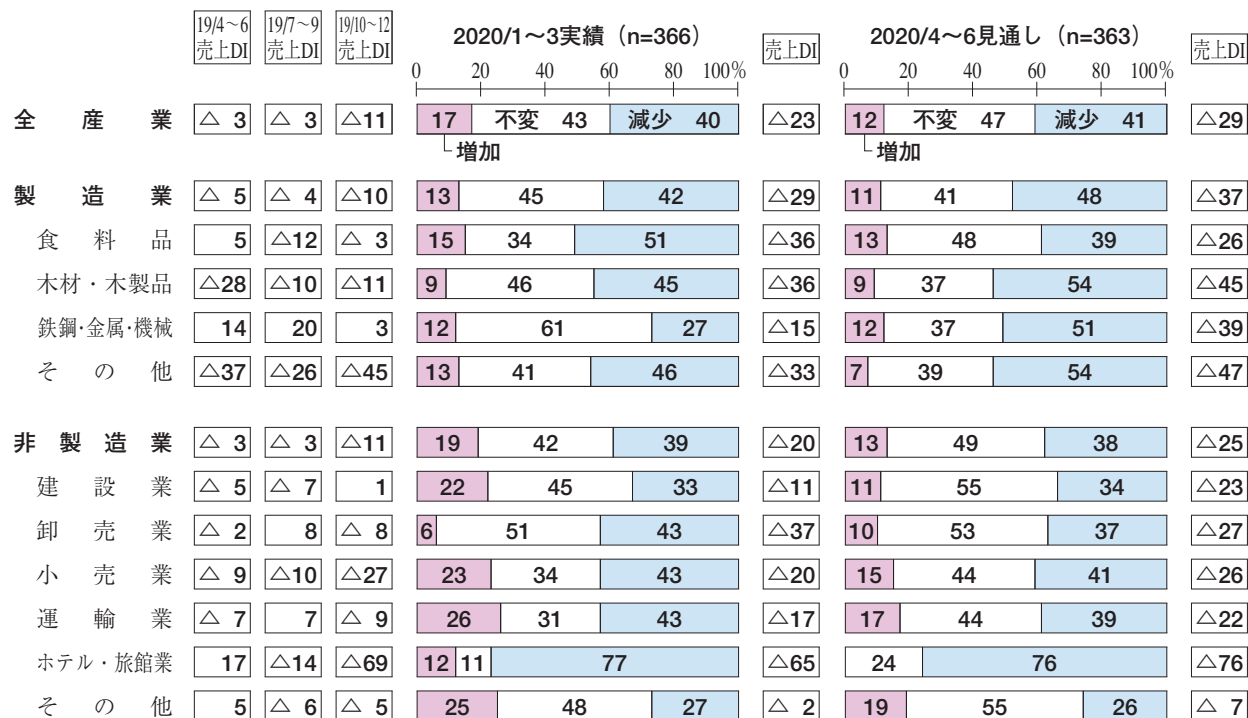 19/4～6 売上DI 19/7～9 売上DI 19/10～12 売上DI 2020/1～3実績（n=366） 売上DI 2020/4～6見通し（n=363） 売上DI
0 20 40 60 80 100% 0 20 40 60 80 100%
全産業 △3 △3 △11 17 不変 43 減少 40 △23 12 不変 47 減少 41 △29
増加 増加
製造業 △5 △4 △10 13 45 42 △29 11 41 48 △37
食料品 5 △12 △3 15 34 51 △36 13 48 39 △26
木材・木製品 △28 △10 △11 9 46 45 △36 9 37 54 △45
鉄鋼・金属・機械 14 20 3 12 61 27 △15 12 37 51 △39
その他 △37 △26 △45 13 41 46 △33 7 39 54 △47
非製造業 △3 △3 △11 19 42 39 △20 13 49 38 △25
建設業 △5 △7 1 22 45 33 △11 11 55 34 △23
卸売業 △2 8 △8 6 51 43 △37 10 53 37 △27
小売業 △9 △10 △27 23 34 43 △20 15 44 41 △26
運輸業 △7 7 △9 26 31 43 △17 17 44 39 △22
ホテル・旅館業 17 △14 △69 12 11 77 △65 24 76 △76
その他 5 △6 △5 25 48 27 △2 19 55 26 △7